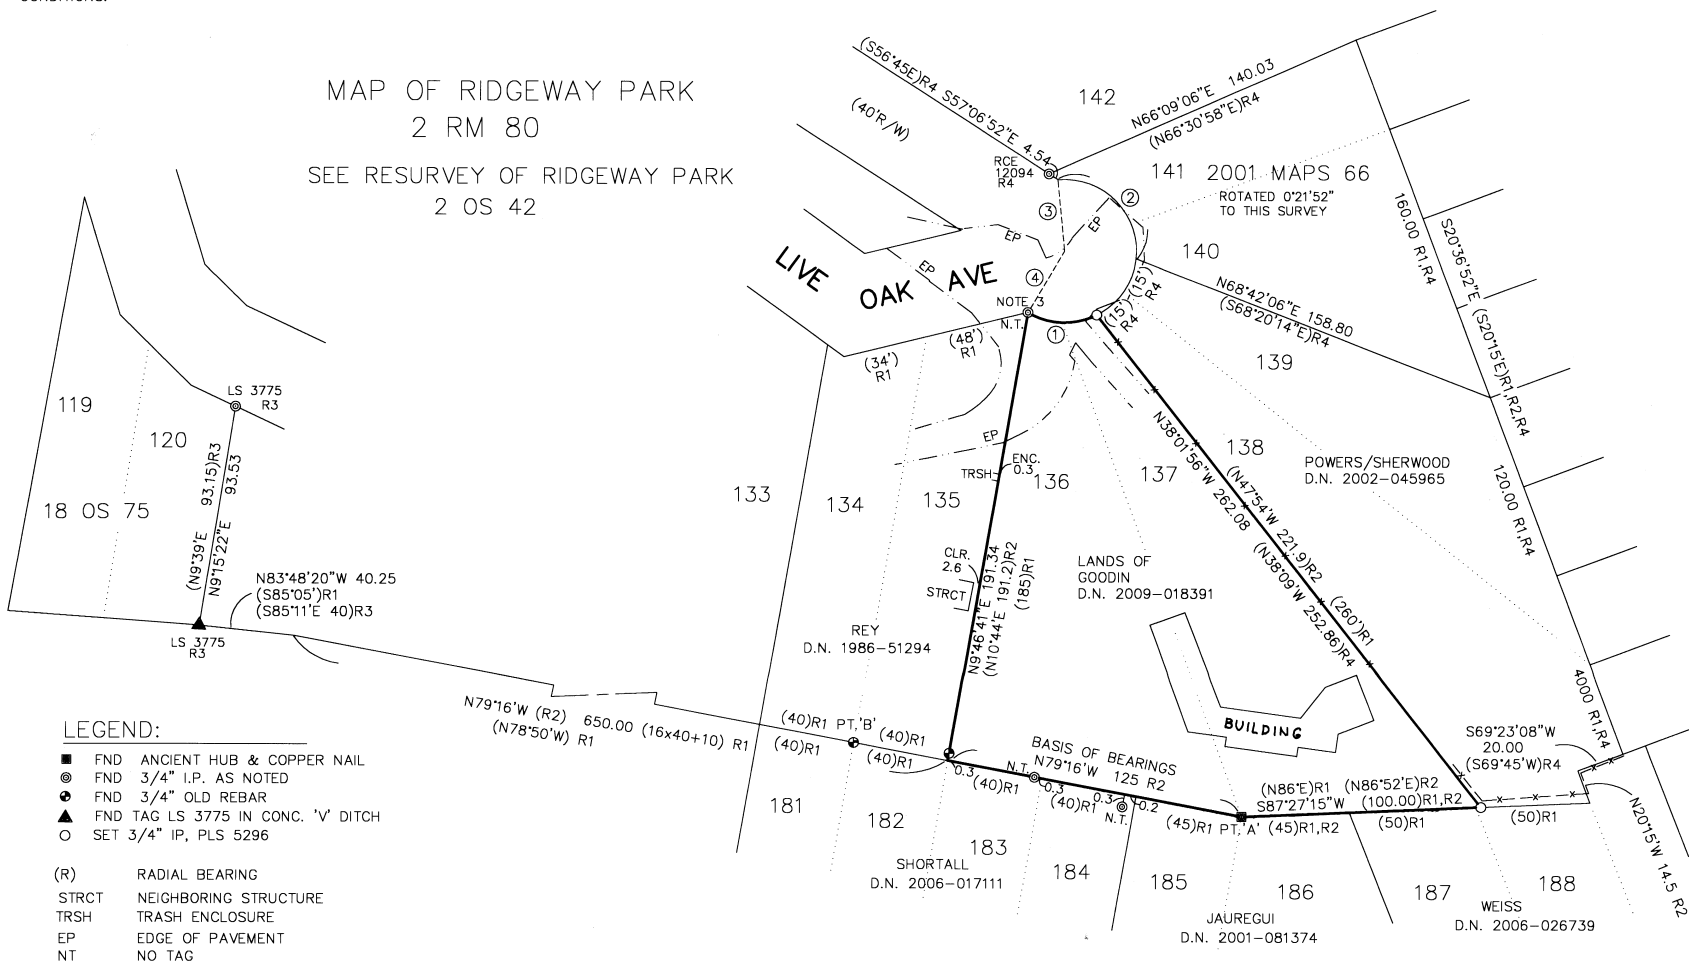 MAP OF RIDGEWAY PARK
2 RM 80
SEE RESURVEY OF RIDGEWAY PARK
2 OS 42
(S56°45E)R4 S57°06'52"E 4.54
(40'R/W)
RCE
12094
R4
142
N66°09'06"E 140.03
(N66°30'58"E)R4
141
2001 MAPS 66
ROTATED 0°21'52"
TO THIS SURVEY
160.00 R1,R4
S20°36'52"E (S20°15'E)R1,R2,R4
120.00 R1,R4
4000 R1,R4
2
3
EP
EP
EP
140
LIVE OAK AVE
4
NOTE 3
N.T.
1
(15')
R4
(15')
R4
N68°42'06"E 158.80
(S68°20'14"E)R4
139
(34')
R1
(48')
R1
EP
119
120
18 OS 75
LS 3775
R3
(N9°39'E 93.15)R3
N9°15'22"E 93.53
N83°48'20"W 40.25
(S85°05')R1
(S85°11'E 40)R3
LS 3775
R3
133
134
135
136
137
138
TRSH
ENC.
0.3
CLR.
2.6
STRCT
N9°46'41"E 191.34
(N10°44'E 191.2)R2
(185)R1
N38°01'56"W 262.08
(N47°54'W 221.9)R2
(N38°09'W 252.86)R4
(260')R1
POWERS/SHERWOOD
D.N. 2002-045965
LANDS OF
GOODIN
D.N. 2009-018391
REY
D.N. 1986-51294
BUILDING
N79°16'W (R2) 650.00 (16x40+10) R1
(N78°50'W) R1
(40)R1 PT.'B' (40)R1
(40)R1
(40)R1
0.3
(40)R1
N.T.
0.3
(40)R1
BASIS OF BEARINGS
N79°16'W 125 R2
0.3
0.2
N.T.
(45)R1 PT.'A' (45)R1,R2
(N86°E)R1 (N86°52'E)R2
S87°27'15"W (100.00)R1,R2
(50)R1
(50)R1
S69°23'08"W
20.00
(S69°45'W)R4
N20°15'W 14.5 R2
181
182
183
184
185
186
187
188
SHORTALL
D.N. 2006-017111
JAUREGUI
D.N. 2001-081374
WEISS
D.N. 2006-026739
LEGEND:
FND ANCIENT HUB & COPPER NAIL
FND 3/4" I.P. AS NOTED
FND 3/4" OLD REBAR
FND TAG LS 3775 IN CONC. 'V' DITCH
SET 3/4" IP, PLS 5296
(R) RADIAL BEARING
STRCT NEIGHBORING STRUCTURE
TRSH TRASH ENCLOSURE
EP EDGE OF PAVEMENT
NT NO TAG